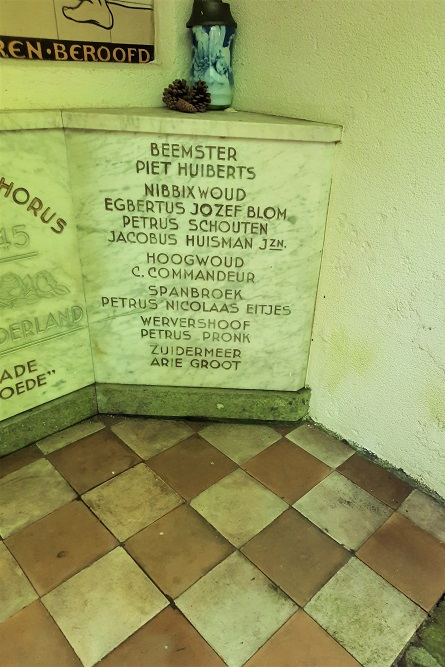 REN·BEROOFD
PHORUS
45
DERLAND
ADE
OEDE"
BEEMSTER
PIET HUIBERTS
NIBBIXWOUD
EGBERTUS JOZEF BLOM
PETRUS SCHOUTEN
JACOBUS HUISMAN JZN.
HOOGWOUD
C. COMMANDEUR
SPANBROEK
PETRUS NICOLAAS EITJES
WERVERSHOOF
PETRUS PRONK
ZUIDERMEER
ARIE GROOT